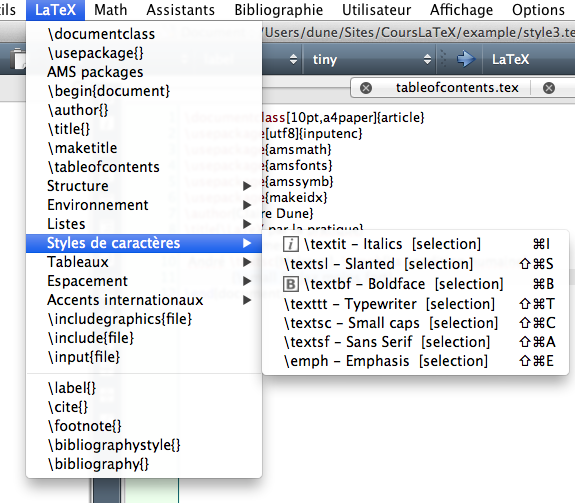 tils LaTeX Math Assistants Bibliographie Utilisateur Affichage Options
Document : /Users/dune/Sites/CoursLaTeX/example/style3.te
tiny LaTeX
tableofcontents.tex
\documentclass
\usepackage{}
AMS packages
\begin{document}
\author{}
\title{}
\maketitle
\tableofcontents
Structure
Environnement
Listes
Styles de caractères
Tableaux
Espacement
Accents internationaux
\includegraphics{file}
\include{file}
\input{file}
\label{}
\cite{}
\footnote{}
\bibliographystyle{}
\bibliography{}
class[10pt,a4paper]{article}
[utf8]{inputenc}
{amsmath}
{amsfonts}
{amssymb}
{makeidx}
re Dune}
par la pratique}
i \textit - Italics [selection] ⌘I
\textsl - Slanted [selection] ⇧⌘S
B \textbf - Boldface [selection] ⌘B
\texttt - Typewriter [selection] ⇧⌘T
\textsc - Small caps [selection] ⇧⌘C
\textsf - Sans Serif [selection] ⇧⌘A
\emph - Emphasis [selection] ⇧⌘E